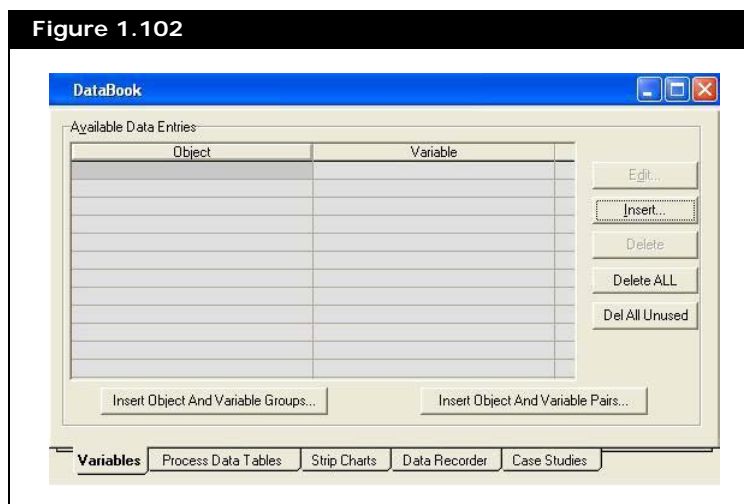 Figure 1.102
DataBook
Available Data Entries
Object Variable
Edit...
Insert...
Delete
Delete ALL
Del All Unused
Insert Object And Variable Groups... Insert Object And Variable Pairs...
Variables Process Data Tables Strip Charts Data Recorder Case Studies